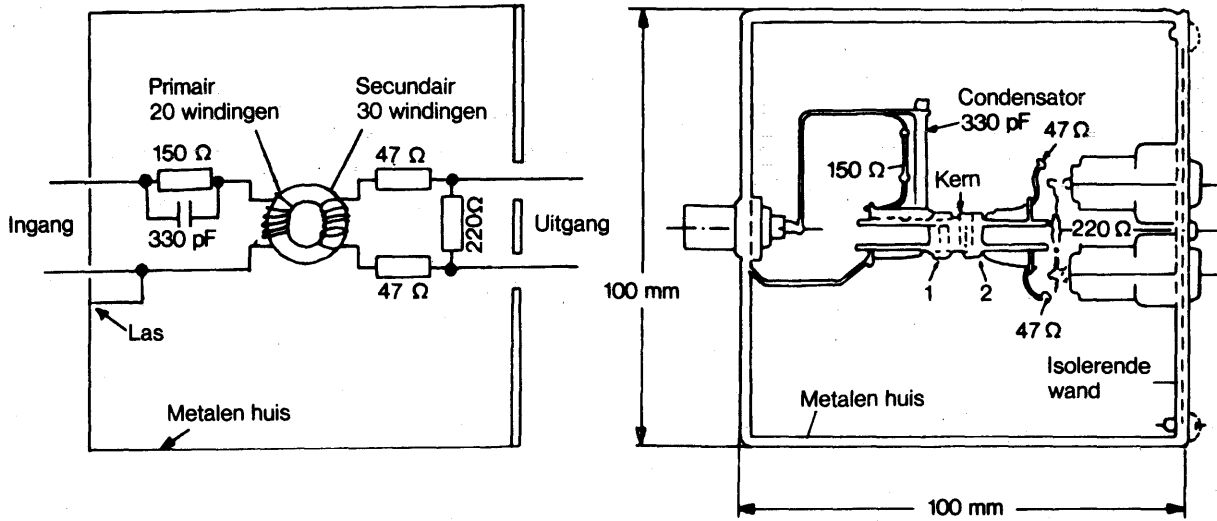 Primair
20 windingen
Secundair
30 windingen
150 Ω
47 Ω
Ingang
330 pF
220Ω
Uitgang
47 Ω
Las
Metalen huis
Condensator
330 pF
47 Ω
150 Ω
Kern
220 Ω
100 mm
1
2
47 Ω
Isolerende
wand
Metalen huis
100 mm